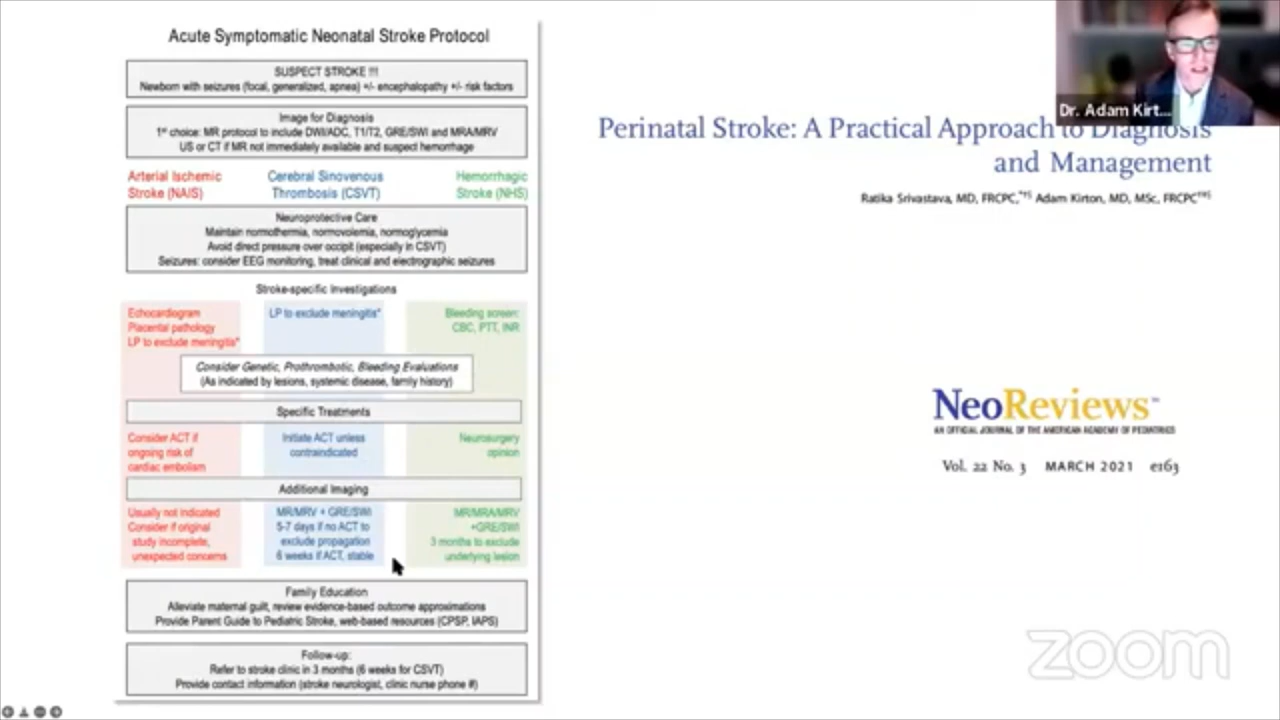 Acute Symptomatic Neonatal Stroke Protocol
SUSPECT STROKE !!!
Newborn with seizures (focal, generalized, apnea) +/- encephalopathy +/- risk factors
Image for Diagnosis
1st choice: MR protocol to include DWI/ADC, T1/T2, GRE/SWI and MRA/MRV
US or CT if MR not immediately available and suspect hemorrhage
Arterial Ischemic
Stroke (NAIS)
Cerebral Sinovenous
Thrombosis (CSVT)
Hemorrhagic
Stroke (NHS)
Neuroprotective Care
Maintain normothermia, normovolemia, normoglycemia
Avoid direct pressure over occipit (especially in CSVT)
Seizures: consider EEG monitoring, treat clinical and electrographic seizures
Stroke-specific Investigations
Echocardiogram
Placental pathology
LP to exclude meningitis*
LP to exclude meningitis*
Bleeding screen:
CBC, PTT, INR
Consider Genetic, Prothrombotic, Bleeding Evaluations
(As indicated by lesions, systemic disease, family history)
Specific Treatments
Consider ACT if
ongoing risk of
cardiac embolism
Initiate ACT unless
contraindicated
Neurosurgery
opinion
Additional Imaging
Usually not indicated
Consider if original
study incomplete,
unexpected concerns
MR/MRV + GRE/SWI
5-7 days if no ACT to
exclude propagation
6 weeks if ACT, stable
MR/MRA/MRV
+GRE/SWI
3 months to exclude
underlying lesion
Family Education
Alleviate maternal guilt, review evidence-based outcome approximations
Provide Parent Guide to Pediatric Stroke, web-based resources (CPSP, IAPS)
Follow-up:
Refer to stroke clinic in 3 months (6 weeks for CSVT)
Provide contact information (stroke neurologist, clinic nurse phone #)
Dr. Adam Kirt...
Perinatal Stroke: A Practical Approach to Diagnosis
and Management
Ratika Srivastava, MD, FRCPC,*†§ Adam Kirton, MD, MSc, FRCPC
NeoReviews™
AN OFFICIAL JOURNAL OF THE AMERICAN ACADEMY OF PEDIATRICS
Vol. 22 No. 3 MARCH 2021 e163
zoom